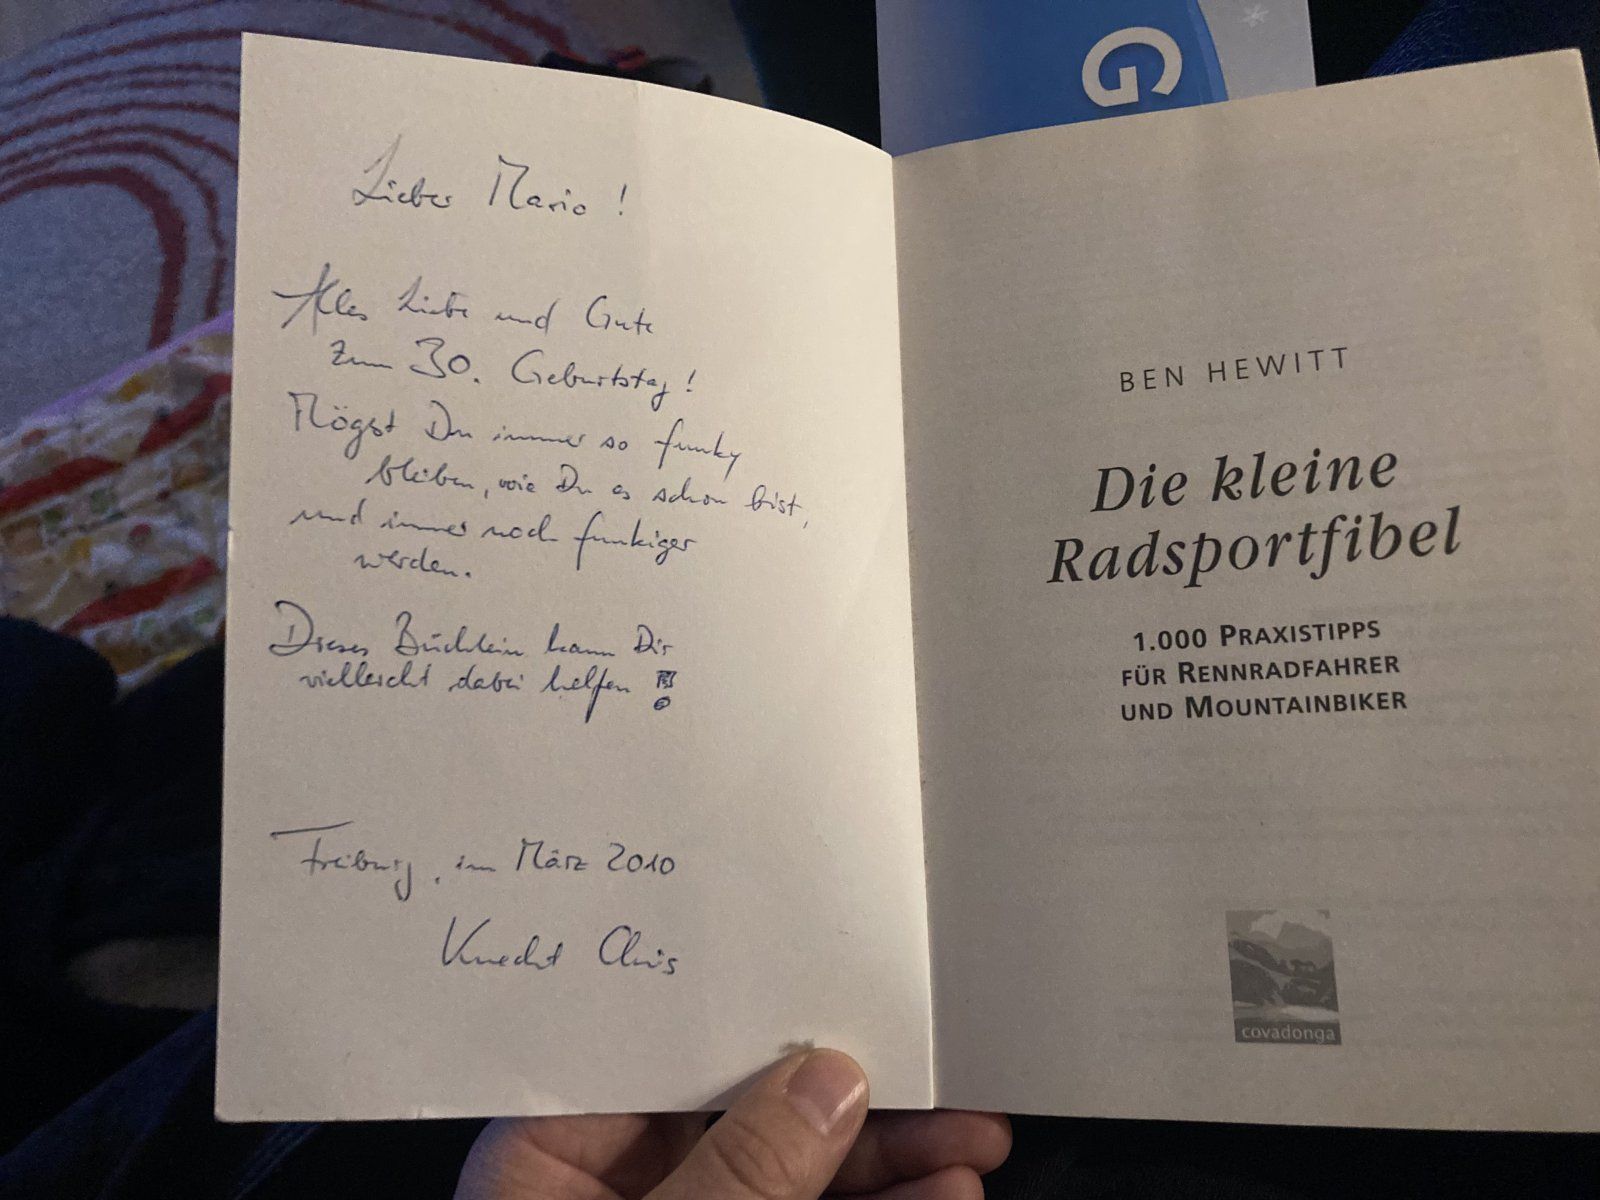 Lieber Mario !
Alles Liebe und Gute
zum 30. Geburtstag !
Mögst Du immer so funky
bleiben, wie Du es schon bist,
und immer noch funkiger
werden.
Dieses Büchlein kann Dir
vielleicht dabei helfen !
Freiburg, im März 2010
Knecht Chris
G
BEN HEWITT
Die kleine
Radsportfibel
1.000 PRAXISTIPPS
FÜR RENNRADFAHRER
UND MOUNTAINBIKER
covadonga